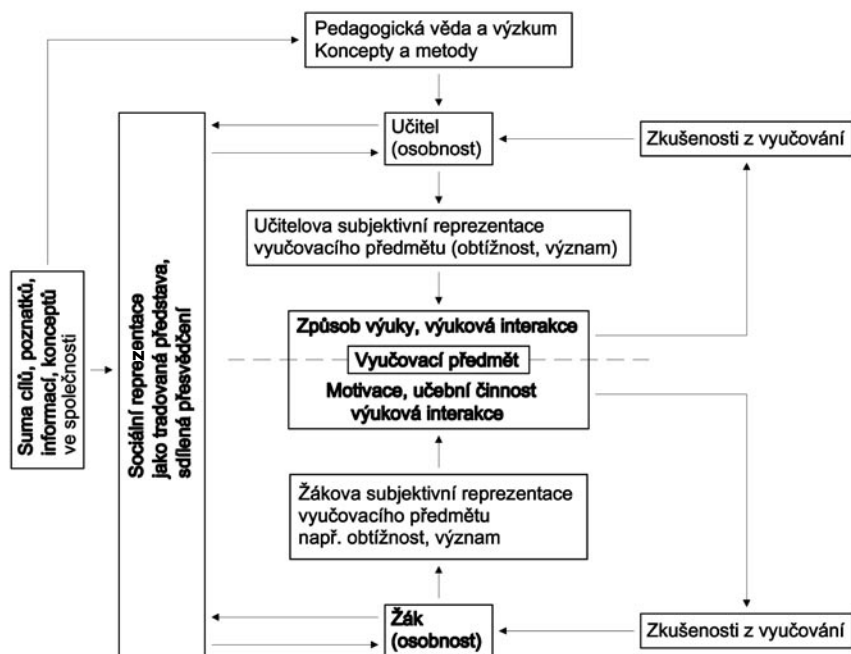 Pedagogická věda a výzkum
Koncepty a metody
Učitel
(osobnost)
Zkušenosti z vyučování
Učitelova subjektivní reprezentace
vyučovacího předmětu (obtížnost, význam)
Suma cílů, poznatků,
informací, konceptů
ve společnosti
Sociální reprezentace
jako tradovaná představa,
sdílená přesvědčení
Způsob výuky, výuková interakce
Vyučovací předmět
Motivace, učební činnost
výuková interakce
Žákova subjektivní reprezentace
vyučovacího předmětu
např. obtížnost, význam
Žák
(osobnost)
Zkušenosti z vyučování